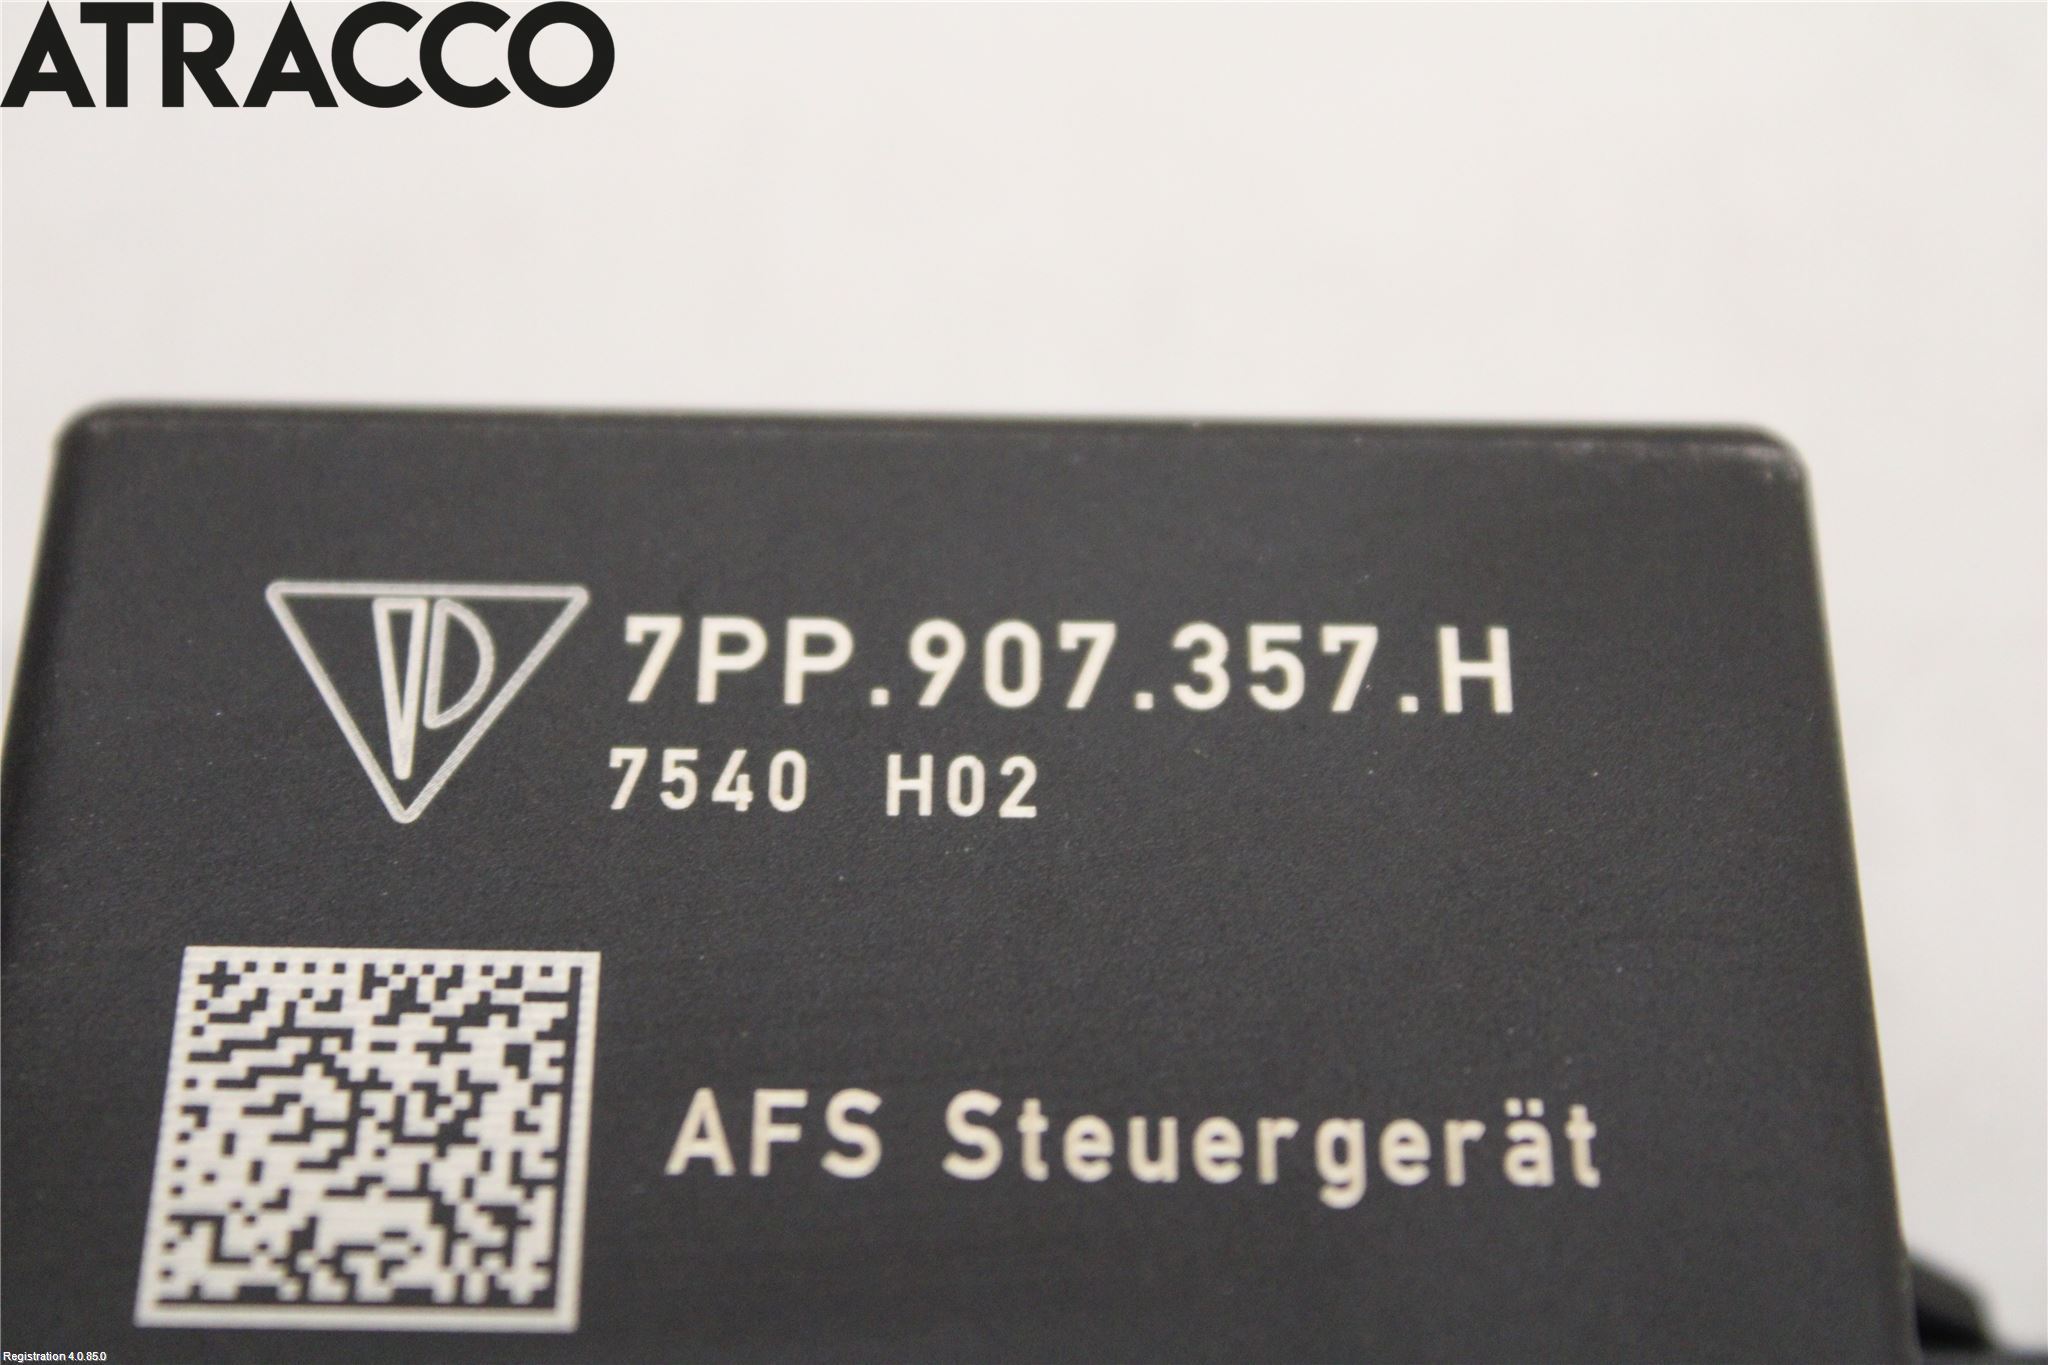 ATRACCO
7PP.907.357.H
7540 H02
AFS Steuergerät
Registration 4.0.85.0